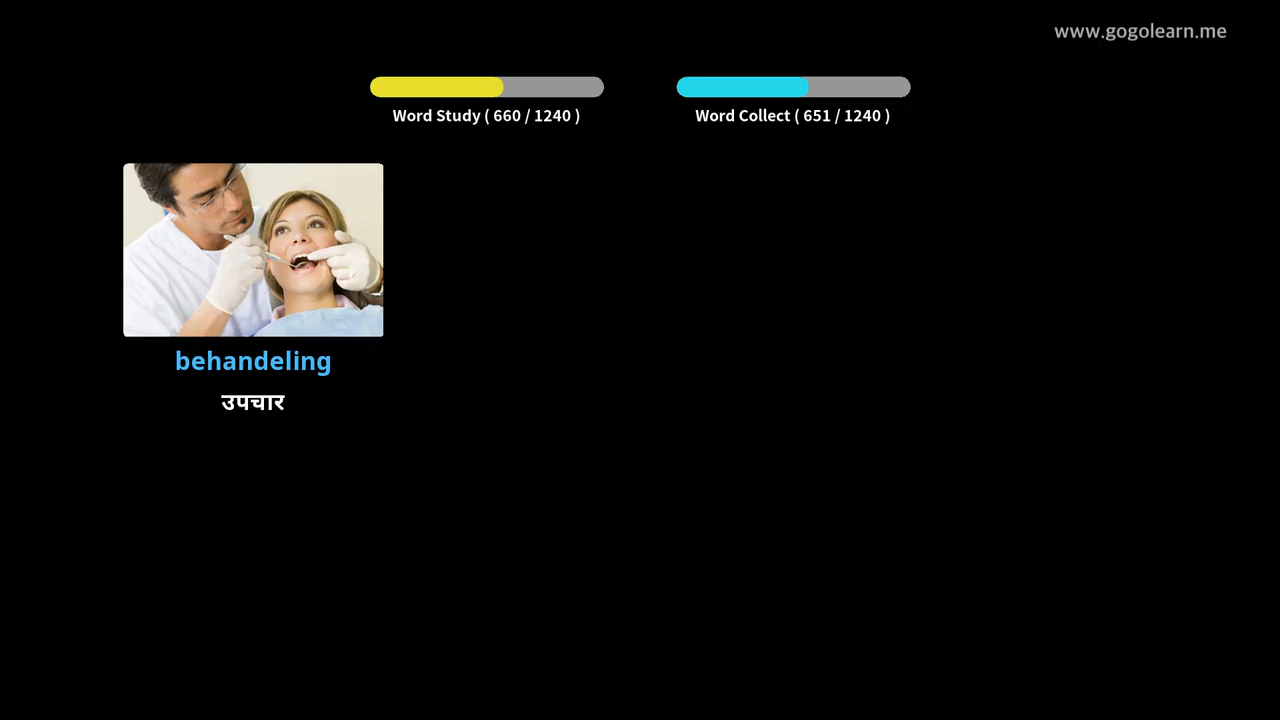 www.gogolearn.me
Word Study ( 660 / 1240 )
Word Collect ( 651 / 1240 )
behandeling
उपचार